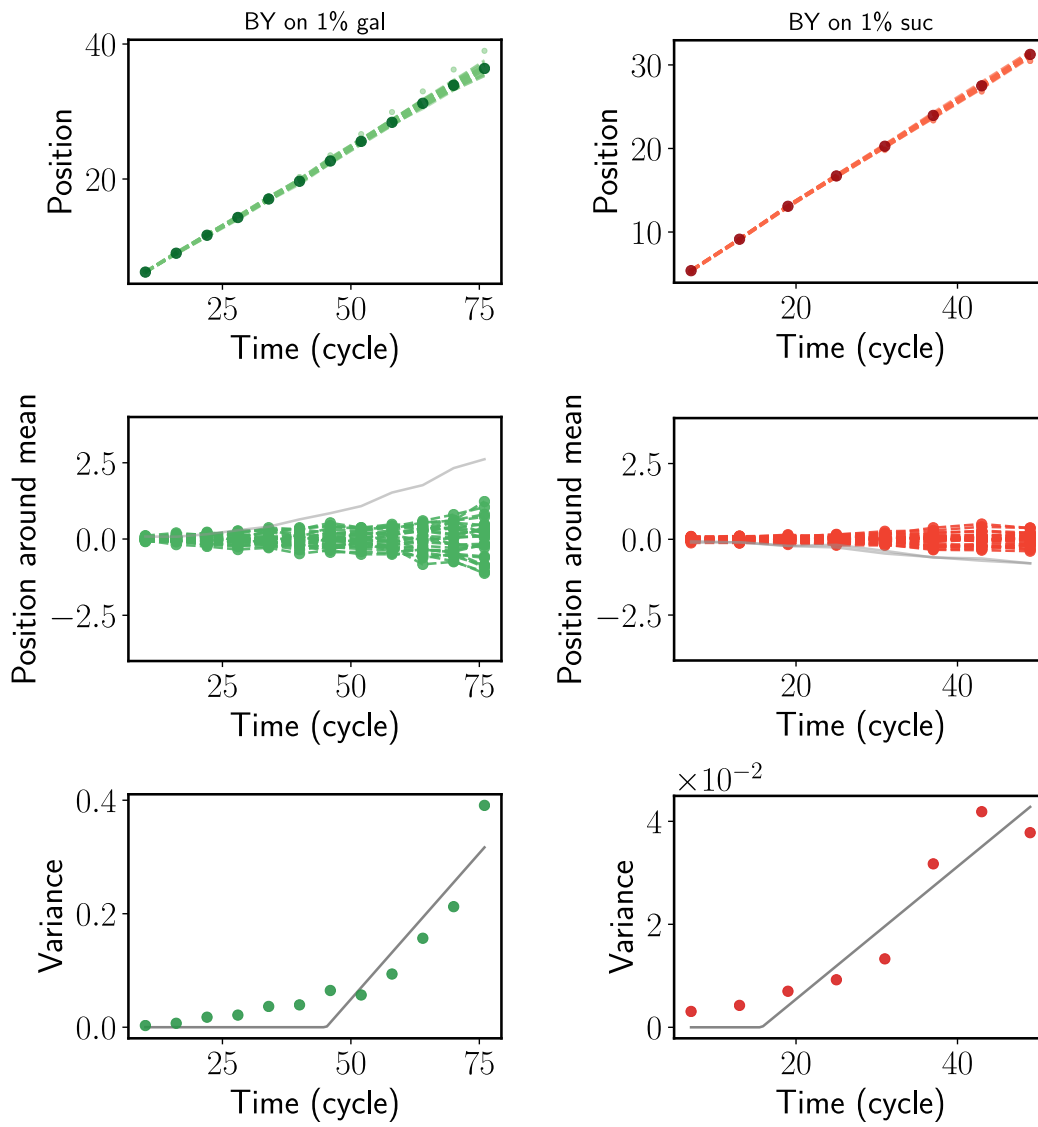 BY on 1% gal
40
20
Position
25
50
75
Time (cycle)
BY on 1% suc
30
20
10
Position
20
40
Time (cycle)
2.5
0.0
−2.5
Position around mean
25
50
75
Time (cycle)
2.5
0.0
−2.5
Position around mean
20
40
Time (cycle)
0.4
0.2
0.0
Variance
25
50
75
Time (cycle)
×10⁻²
4
2
0
Variance
20
40
Time (cycle)